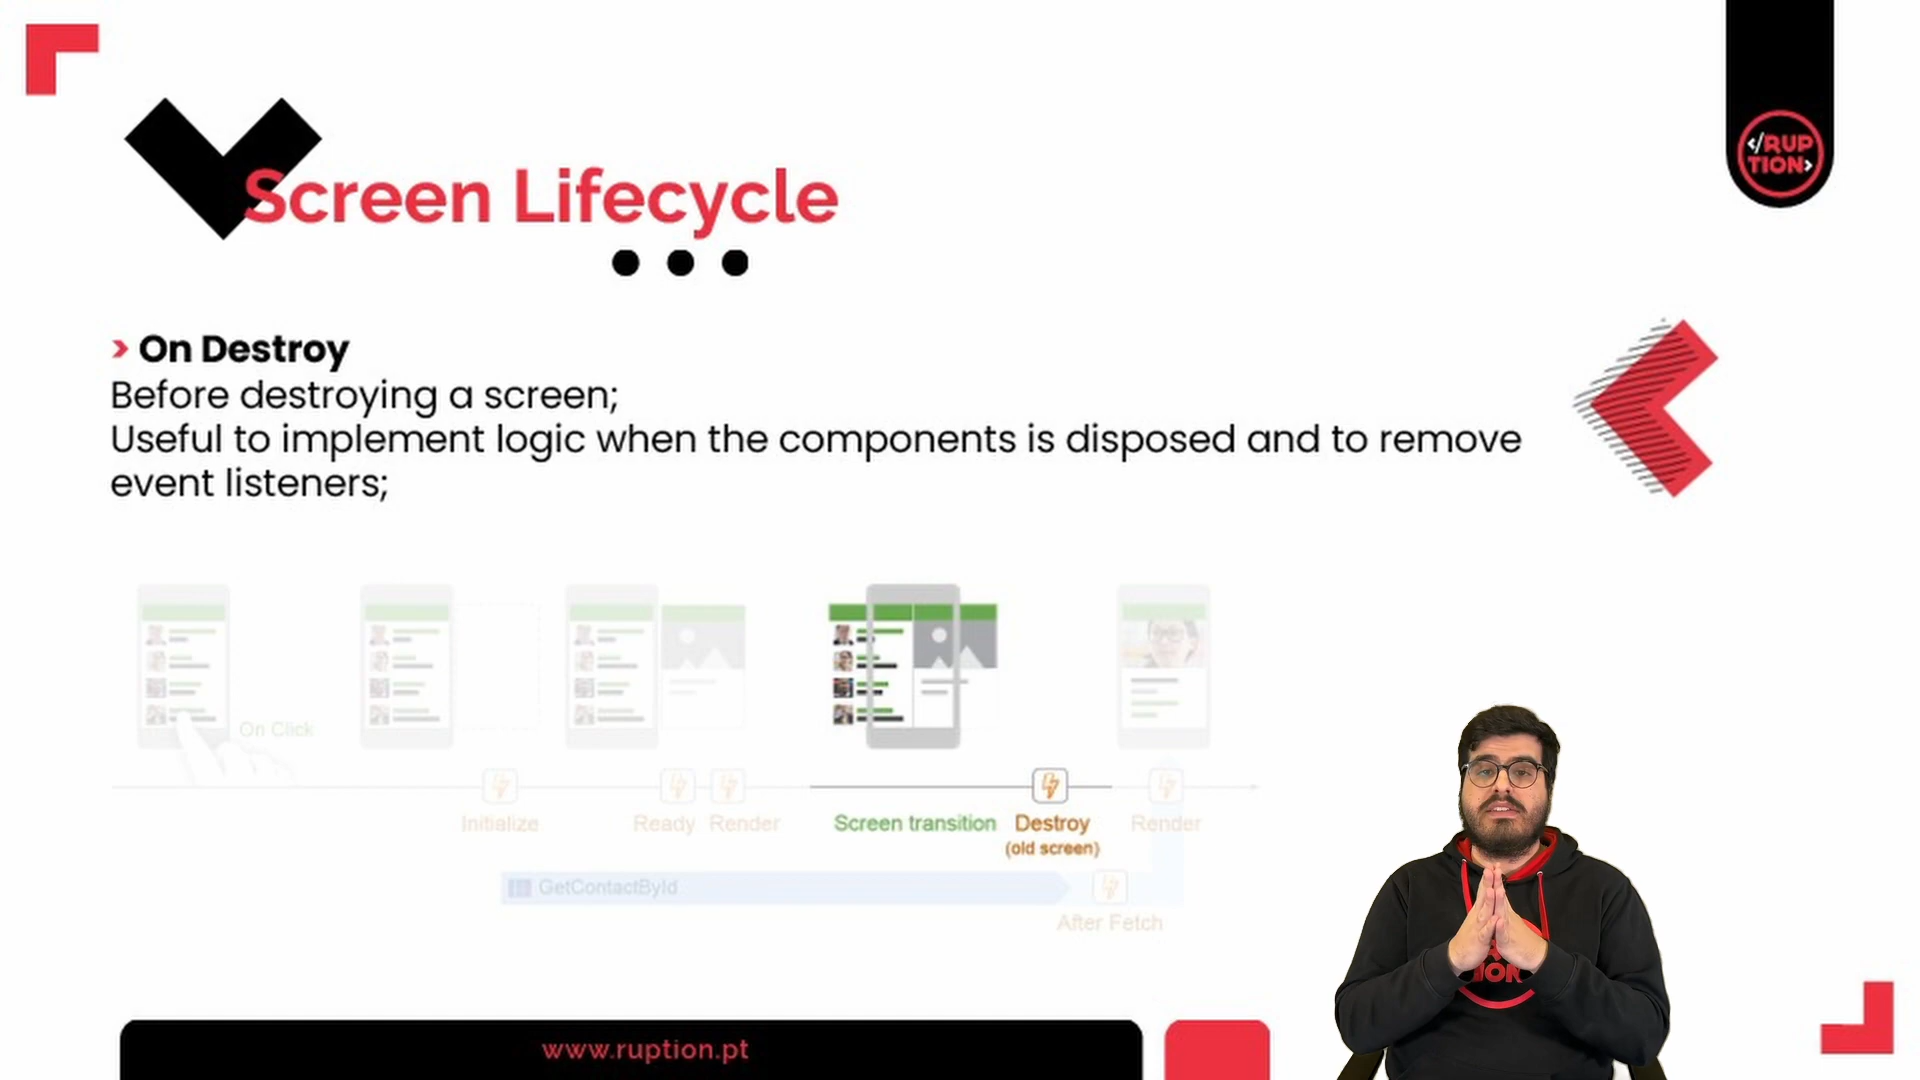 </RUP
TION>
Screen Lifecycle
> On Destroy
Before destroying a screen;
Useful to implement logic when the components is disposed and to remove
event listeners;
On Click
Initialize
Ready
Render
Screen transition
Destroy
(old screen)
Render
GetContactById
After Fetch
ION
www.ruption.pt